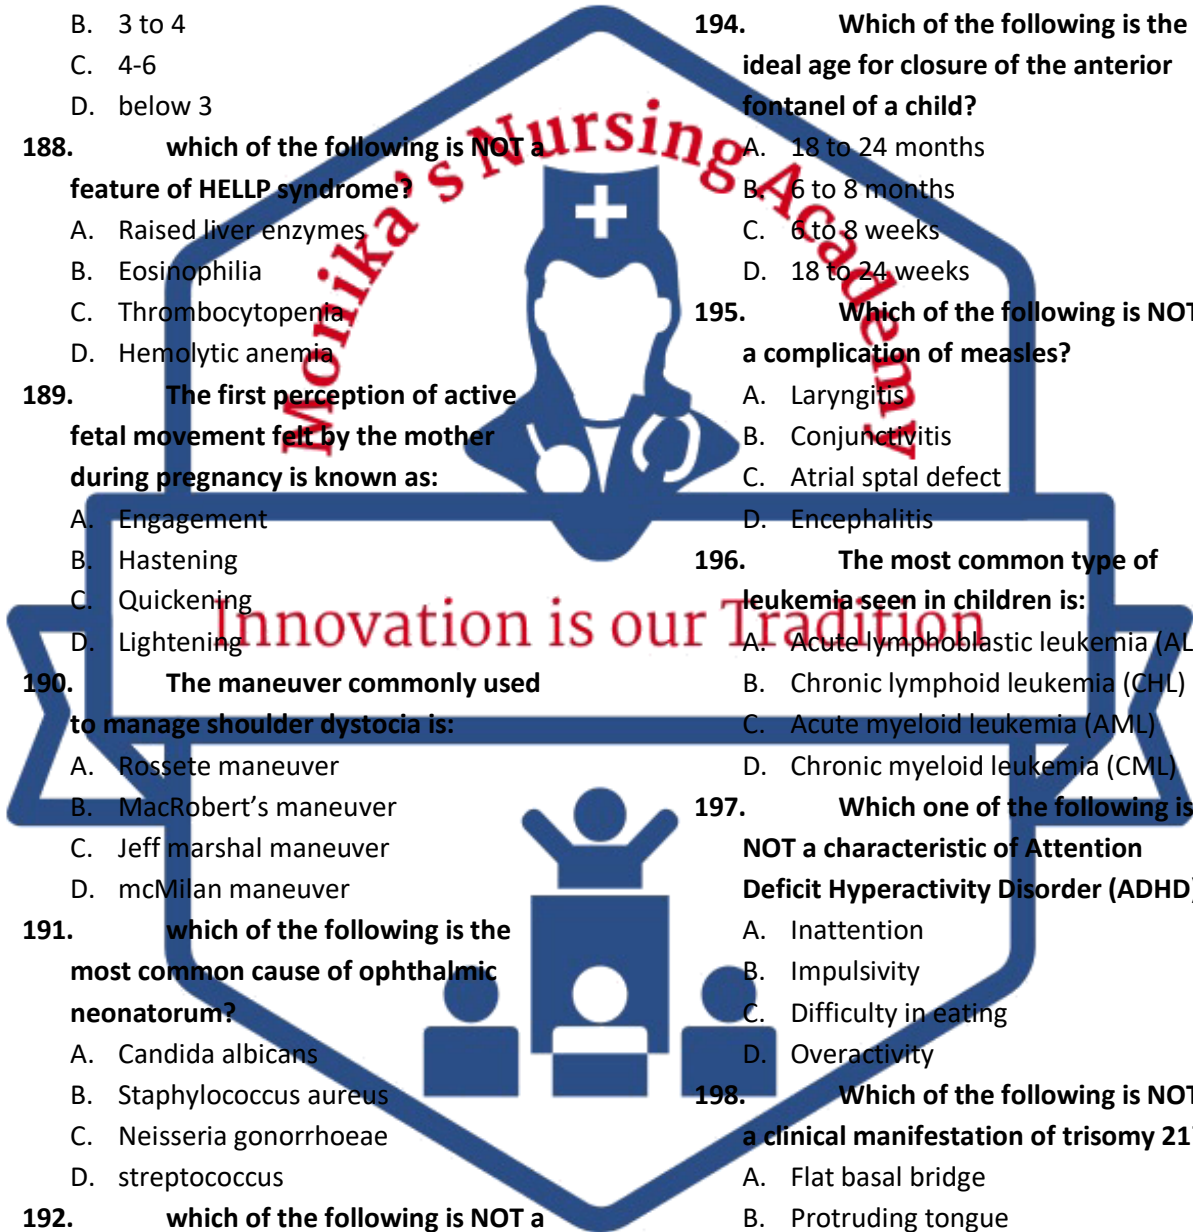 B. 3 to 4
C. 4-6
D. below 3
188. which of the following is NOT a
feature of HELLP syndrome?
A. Raised liver enzymes
B. Eosinophilia
C. Thrombocytopenia
D. Hemolytic anemia
189. The first perception of active
fetal movement felt by the mother
during pregnancy is known as:
A. Engagement
B. Hastening
C. Quickening
D. Lightening
190. The maneuver commonly used
to manage shoulder dystocia is:
A. Rossete maneuver
B. MacRobert’s maneuver
C. Jeff marshal maneuver
D. mcMilan maneuver
191. which of the following is the
most common cause of ophthalmic
neonatorum?
A. Candida albicans
B. Staphylococcus aureus
C. Neisseria gonorrhoeae
D. streptococcus
192. which of the following is NOT a
194. Which of the following is the
ideal age for closure of the anterior
fontanel of a child?
A. 18 to 24 months
B. 6 to 8 months
C. 6 to 8 weeks
D. 18 to 24 weeks
195. Which of the following is NOT
a complication of measles?
A. Laryngitis
B. Conjunctivitis
C. Atrial sptal defect
D. Encephalitis
196. The most common type of
leukemia seen in children is:
A. Acute lymphoblastic leukemia (AL
B. Chronic lymphoid leukemia (CHL)
C. Acute myeloid leukemia (AML)
D. Chronic myeloid leukemia (CML)
197. Which one of the following is
NOT a characteristic of Attention
Deficit Hyperactivity Disorder (ADHD)
A. Inattention
B. Impulsivity
C. Difficulty in eating
D. Overactivity
198. Which of the following is NOT
a clinical manifestation of trisomy 21
A. Flat basal bridge
B. Protruding tongue
Monika's Nursing Academy
Innovation is our Tradition